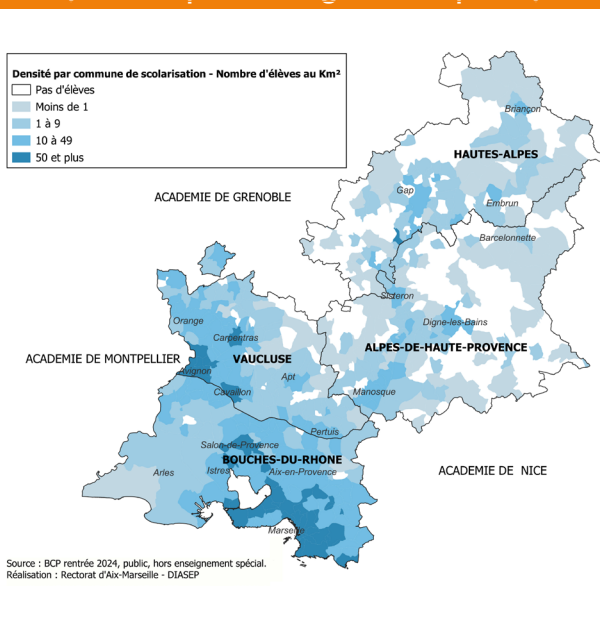 Densité par commune de scolarisation - Nombre d'élèves au Km²
Pas d'élèves
Moins de 1
1 à 9
10 à 49
50 et plus
Briançon
HAUTES-ALPES
ACADEMIE DE GRENOBLE
Gap
Embrun
Barcelonnette
Sisteron
Orange
Digne-les-Bains
Carpentras
ALPES-DE-HAUTE-PROVENCE
ACADEMIE DE MONTPELLIER
VAUCLUSE
Avignon
Apt
Cavaillon
Manosque
Pertuis
Salon-de-Provence
BOUCHES-DU-RHONE
Arles
Istres
Aix-en-Provence
ACADEMIE DE NICE
Marseille
Source : BCP rentrée 2024, public, hors enseignement spécial.
Réalisation : Rectorat d'Aix-Marseille - DIASEP